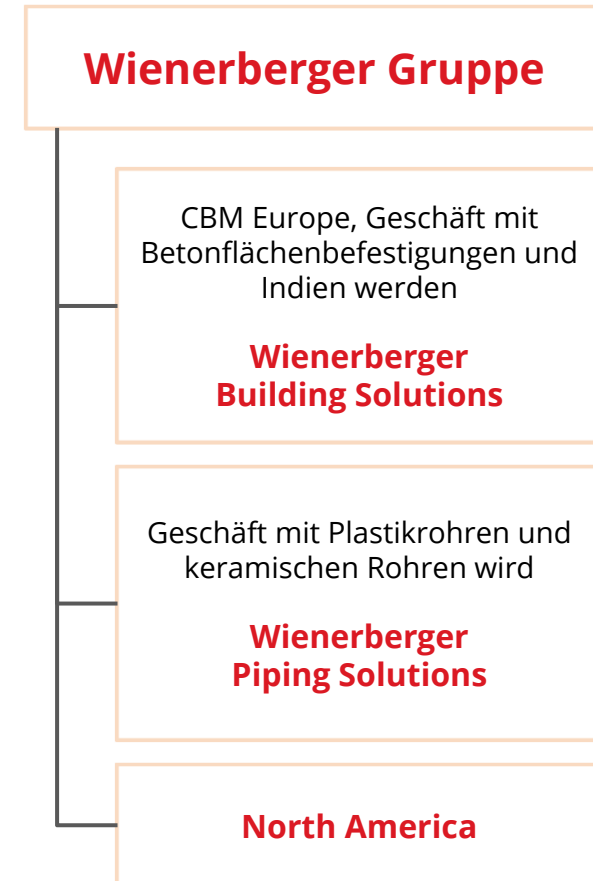 Wienerberger Gruppe
CBM Europe, Geschäft mit
Betonflächenbefestigungen und
Indien werden
Wienerberger
Building Solutions
Geschäft mit Plastikrohren und
keramischen Rohren wird
Wienerberger
Piping Solutions
North America